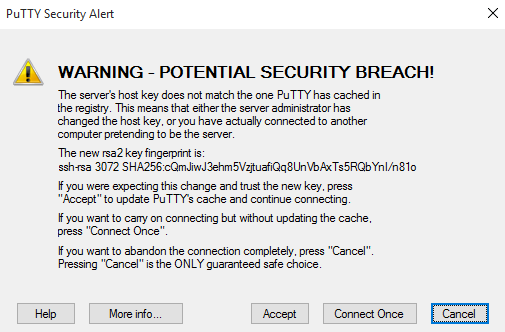 PuTTY Security Alert
WARNING - POTENTIAL SECURITY BREACH!
The server's host key does not match the one PuTTY has cached in
the registry. This means that either the server administrator has
changed the host key, or you have actually connected to another
computer pretending to be the server.
The new rsa2 key fingerprint is:
ssh-rsa 3072 SHA256:cQmJiwJ3ehm5VzjtuafiQq8UnVbAxTs5RQbYnI/n81o
If you were expecting this change and trust the new key, press
"Accept" to update PuTTY's cache and continue connecting.
If you want to carry on connecting but without updating the cache,
press "Connect Once".
If you want to abandon the connection completely, press "Cancel".
Pressing "Cancel" is the ONLY guaranteed safe choice.
Help More info... Accept Connect Once Cancel